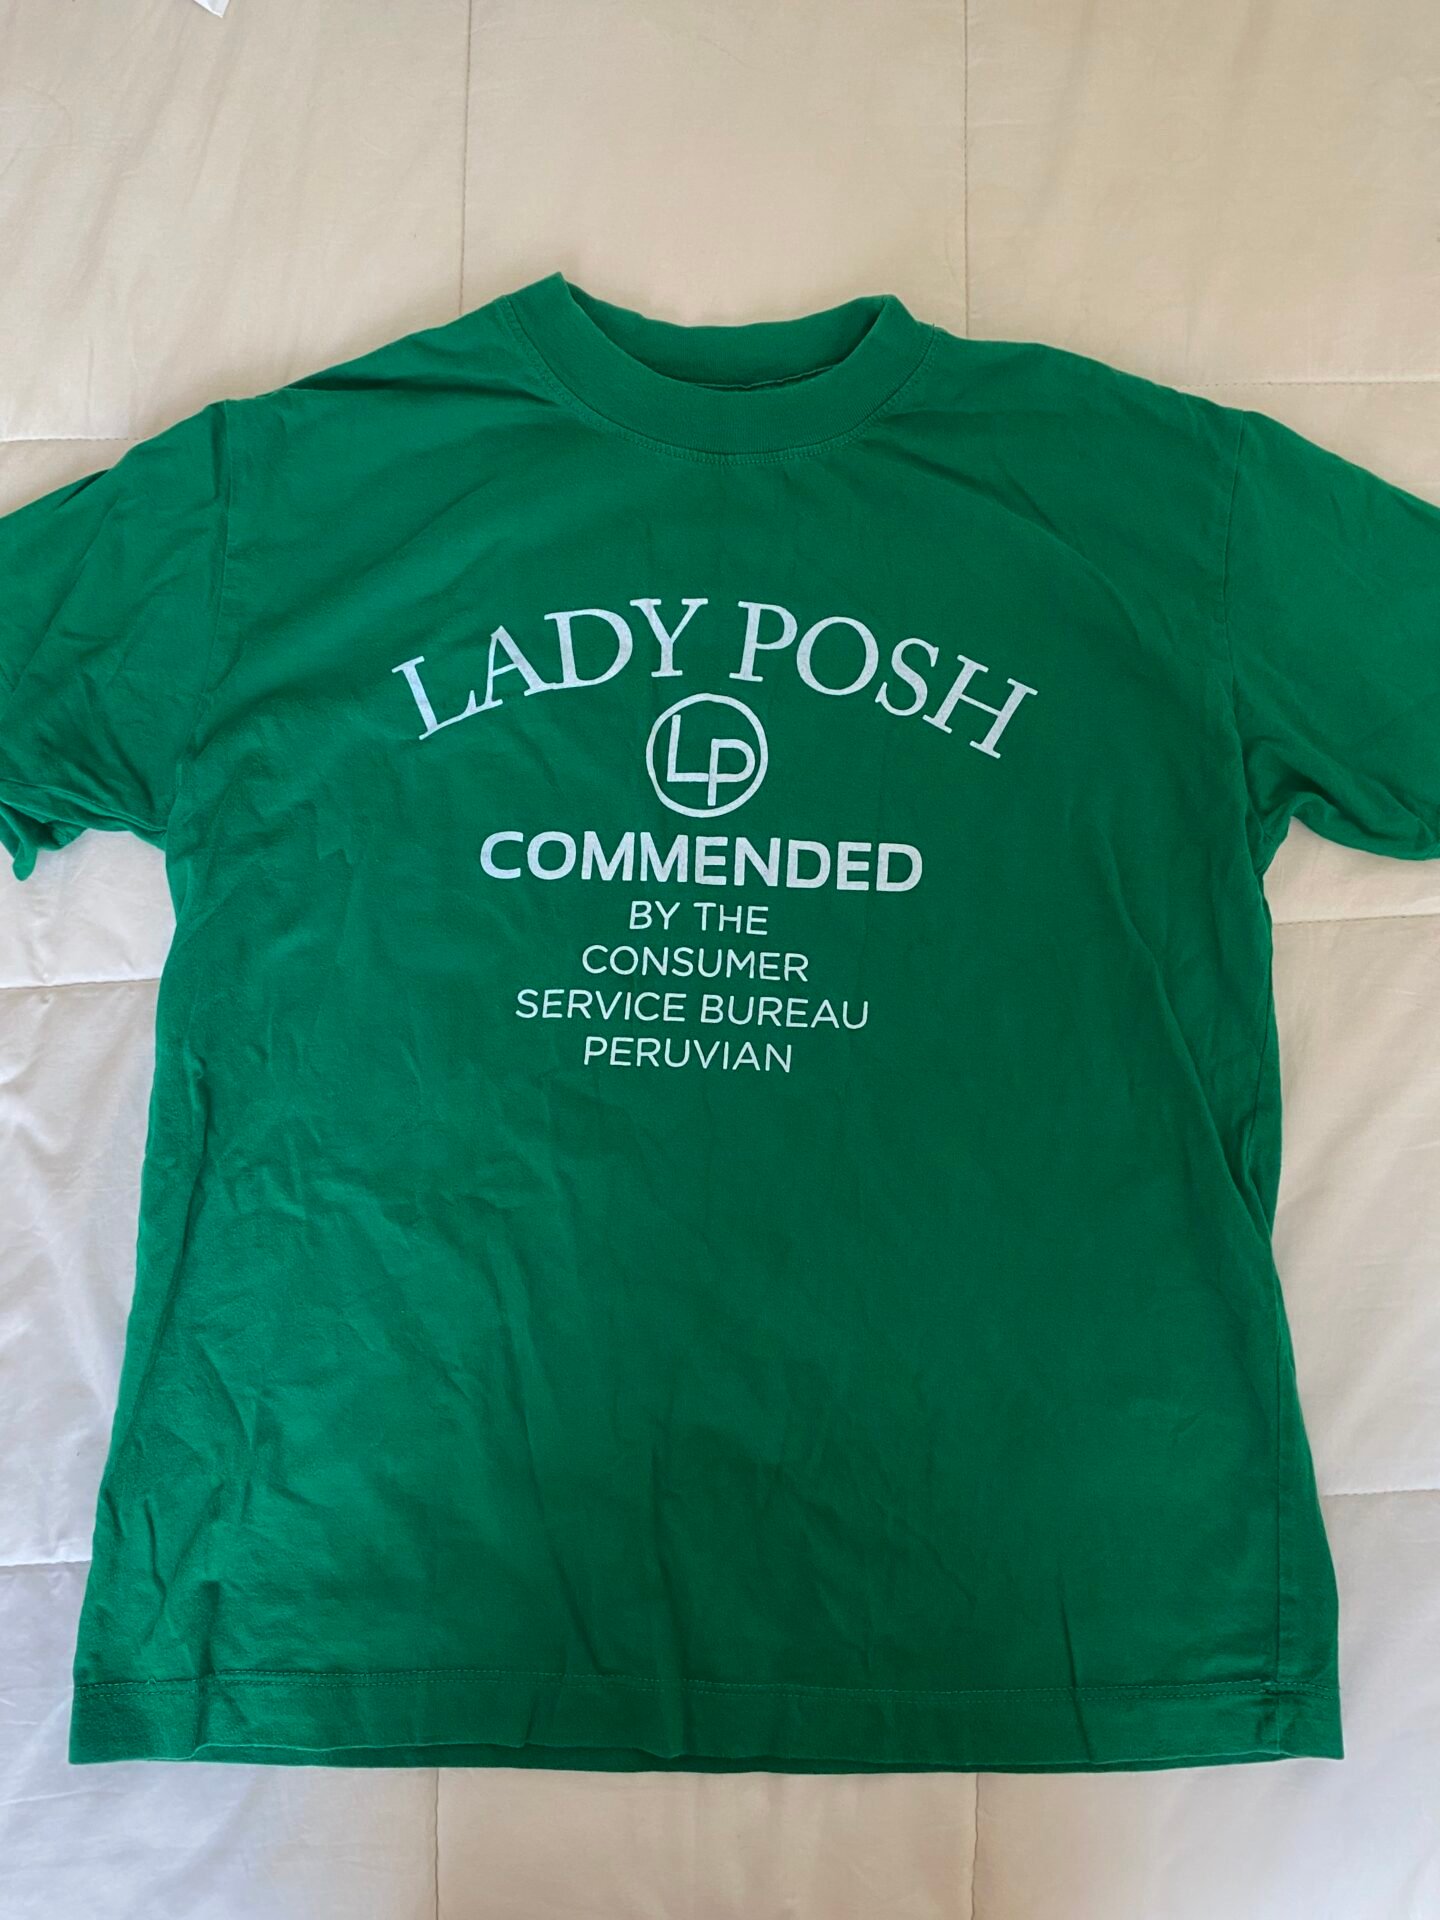 LADY POSH
LP
COMMENDED
BY THE
CONSUMER
SERVICE BUREAU
PERUVIAN